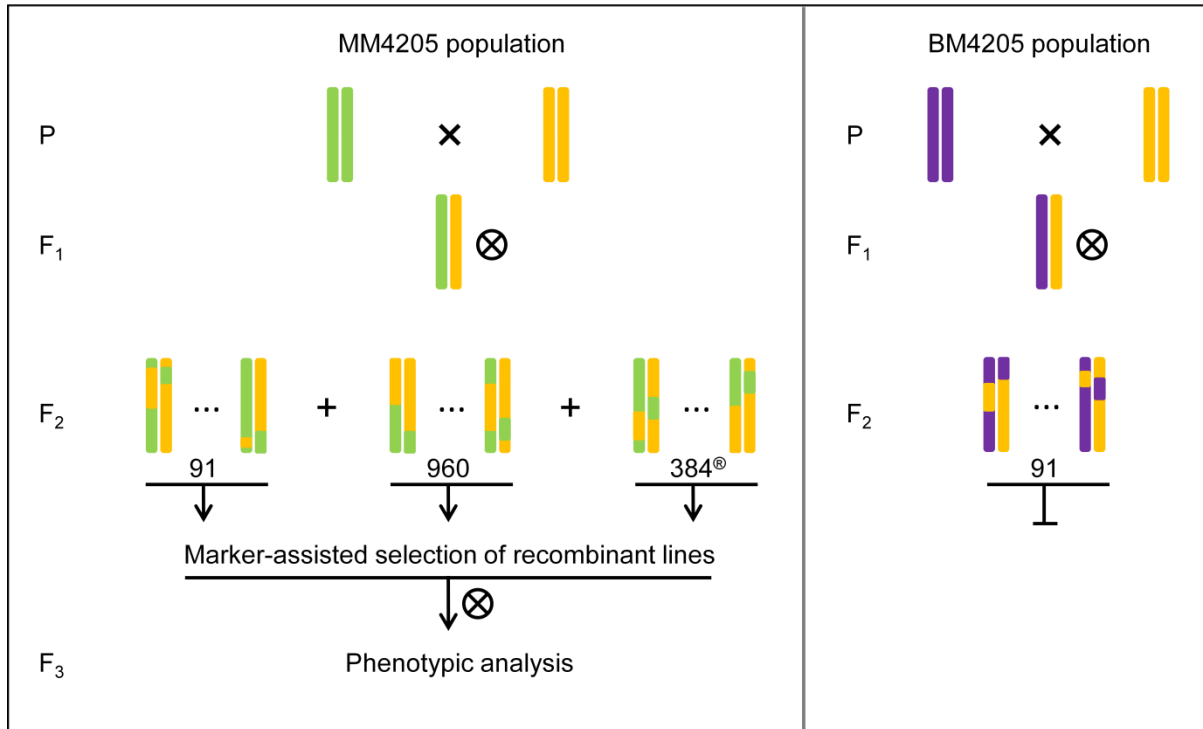 MM4205 population
P
×
F₁
⊗
F₂
... + ... + ...
91 960 384®
Marker-assisted selection of recombinant lines
⊗
F₃ Phenotypic analysis
BM4205 population
P
×
F₁
⊗
F₂
...
91